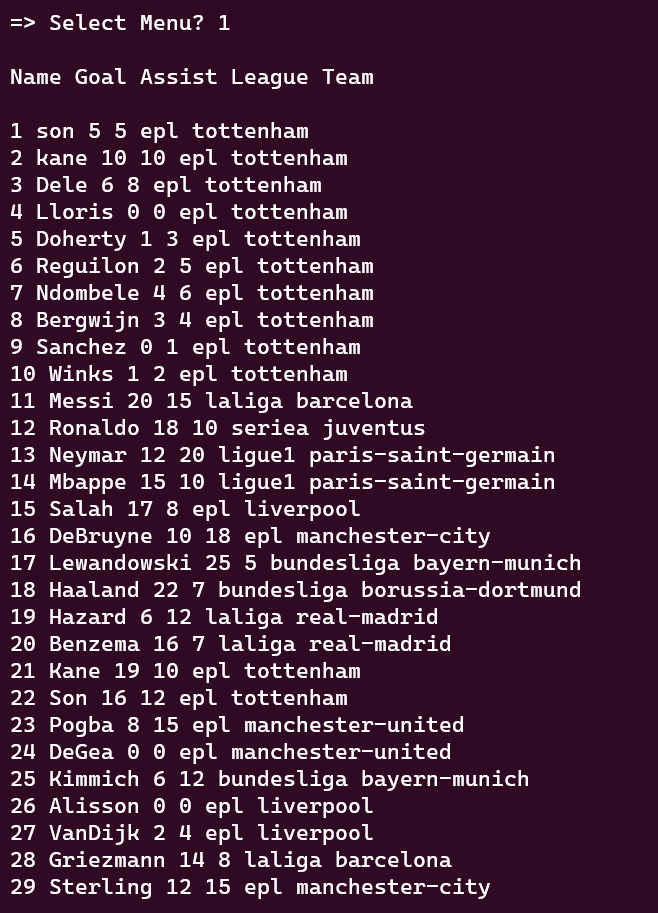 => Select Menu? 1
Name Goal Assist League Team
1 son 5 5 epl tottenham
2 kane 10 10 epl tottenham
3 Dele 6 8 epl tottenham
4 Lloris 0 0 epl tottenham
5 Doherty 1 3 epl tottenham
6 Reguilon 2 5 epl tottenham
7 Ndombele 4 6 epl tottenham
8 Bergwijn 3 4 epl tottenham
9 Sanchez 0 1 epl tottenham
10 Winks 1 2 epl tottenham
11 Messi 20 15 laliga barcelona
12 Ronaldo 18 10 seriea juventus
13 Neymar 12 20 ligue1 paris-saint-germain
14 Mbappe 15 10 ligue1 paris-saint-germain
15 Salah 17 8 epl liverpool
16 DeBruyne 10 18 epl manchester-city
17 Lewandowski 25 5 bundesliga bayern-munich
18 Haaland 22 7 bundesliga borussia-dortmund
19 Hazard 6 12 laliga real-madrid
20 Benzema 16 7 laliga real-madrid
21 Kane 19 10 epl tottenham
22 Son 16 12 epl tottenham
23 Pogba 8 15 epl manchester-united
24 DeGea 0 0 epl manchester-united
25 Kimmich 6 12 bundesliga bayern-munich
26 Alisson 0 0 epl liverpool
27 VanDijk 2 4 epl liverpool
28 Griezmann 14 8 laliga barcelona
29 Sterling 12 15 epl manchester-city